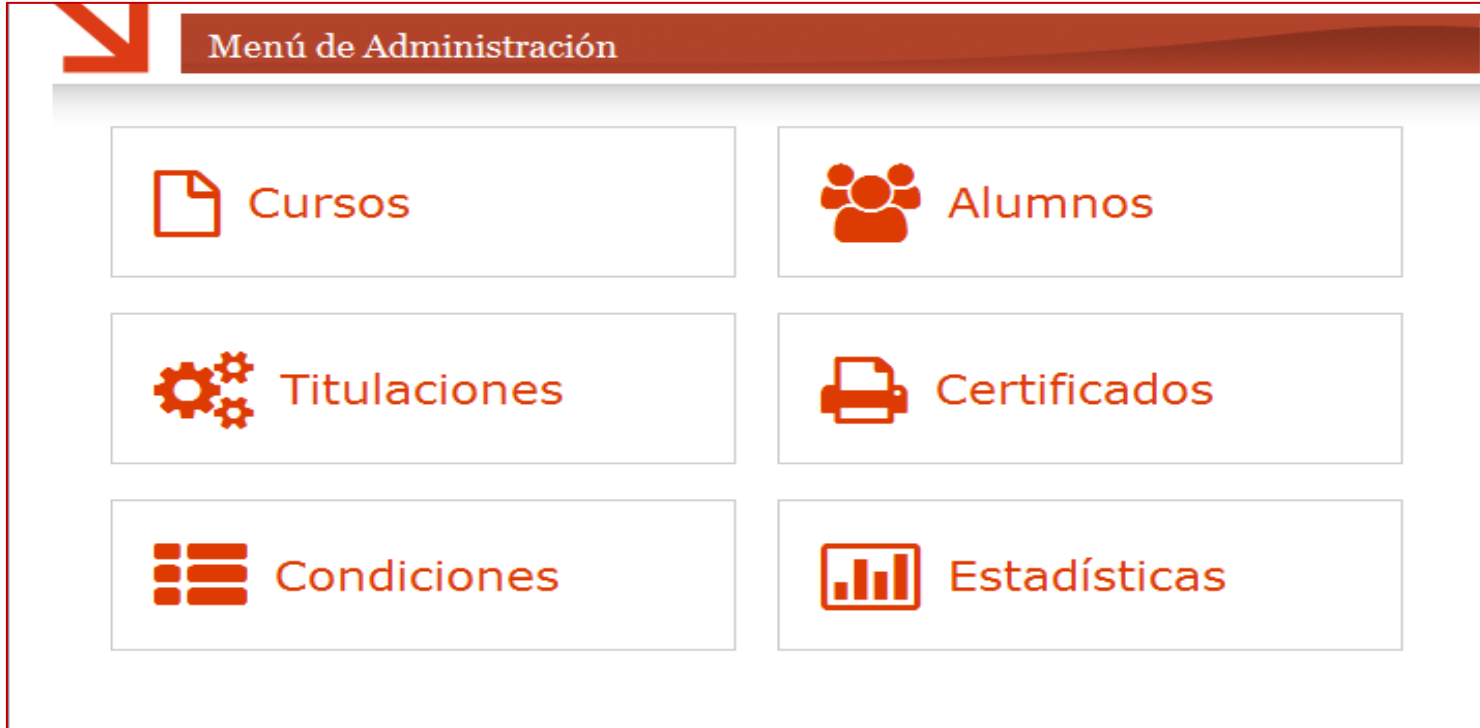 Menú de Administración
Cursos
Alumnos
Titulaciones
Certificados
Condiciones
Estadísticas